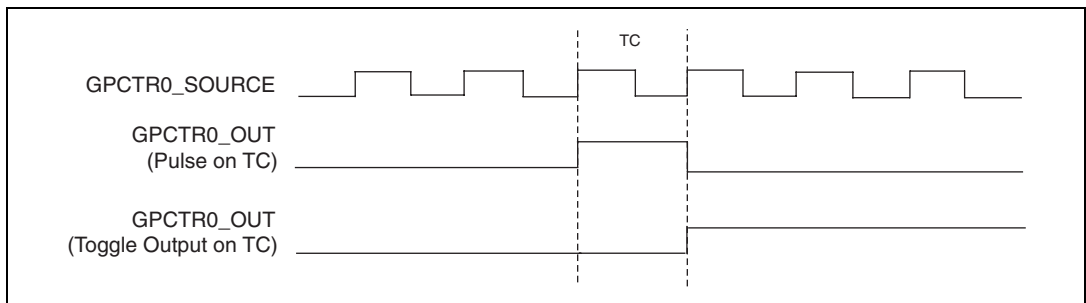 TC
GPCTR0_SOURCE
GPCTR0_OUT
(Pulse on TC)
GPCTR0_OUT
(Toggle Output on TC)